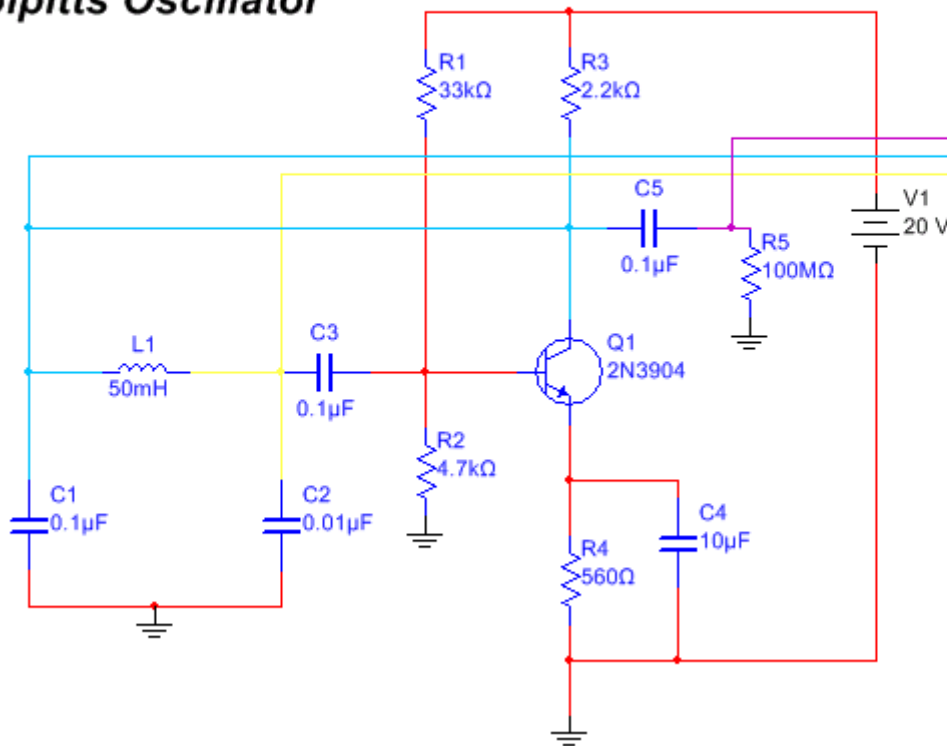 olpitts Oscillator
R1
33kΩ
R3
2.2kΩ
C5
0.1µF
V1
20 V
R5
100MΩ
L1
50mH
C3
0.1µF
Q1
2N3904
R2
4.7kΩ
C1
0.1µF
C2
0.01µF
C4
10µF
R4
560Ω